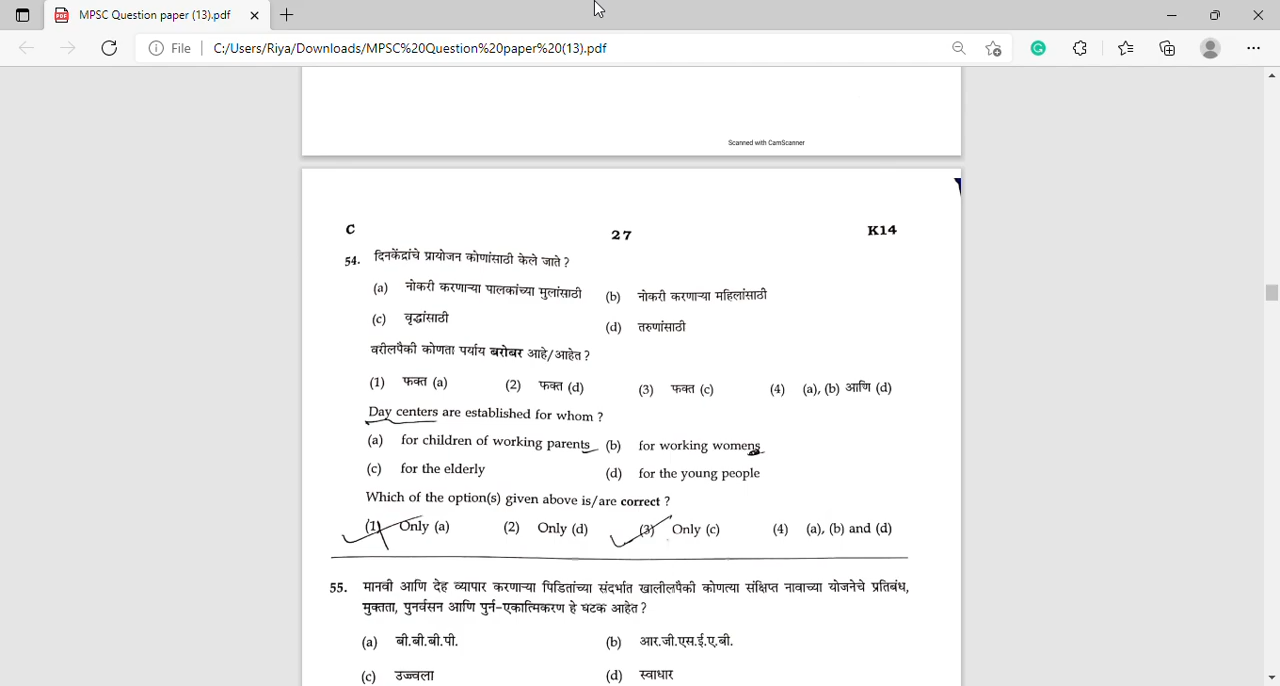 MPSC Question paper (13).pdf
File C:/Users/Riya/Downloads/MPSC%20Question%20paper%20(13).pdf
Scanned with CamScanner
C 27 K14
54. दिनकेंद्रांचे प्रायोजन कोणांसाठी केले जाते ?
(a) नोकरी करणाऱ्या पालकांच्या मुलांसाठी (b) नोकरी करणाऱ्या महिलांसाठी
(c) वृद्धांसाठी (d) तरुणांसाठी
वरीलपैकी कोणता पर्याय बरोबर आहे/आहेत ?
(1) फक्त (a) (2) फक्त (d) (3) फक्त (c) (4) (a), (b) आणि (d)
Day centers are established for whom ?
(a) for children of working parents (b) for working womens
(c) for the elderly (d) for the young people
Which of the option(s) given above is/are correct ?
(1) Only (a) (2) Only (d) (3) Only (c) (4) (a), (b) and (d)
55. मानवी आणि देह व्यापार करणाऱ्या पिडितांच्या संदर्भात खालीलपैकी कोणत्या संक्षिप्त नावाच्या योजनेचे प्रतिबंध,
मुक्तता, पुनर्वसन आणि पुर्न-एकात्मिकरण हे घटक आहेत ?
(a) बी.बी.बी.पी. (b) आर.जी.एस.ई.ए.बी.
(c) उज्ज्वला (d) स्वाधार